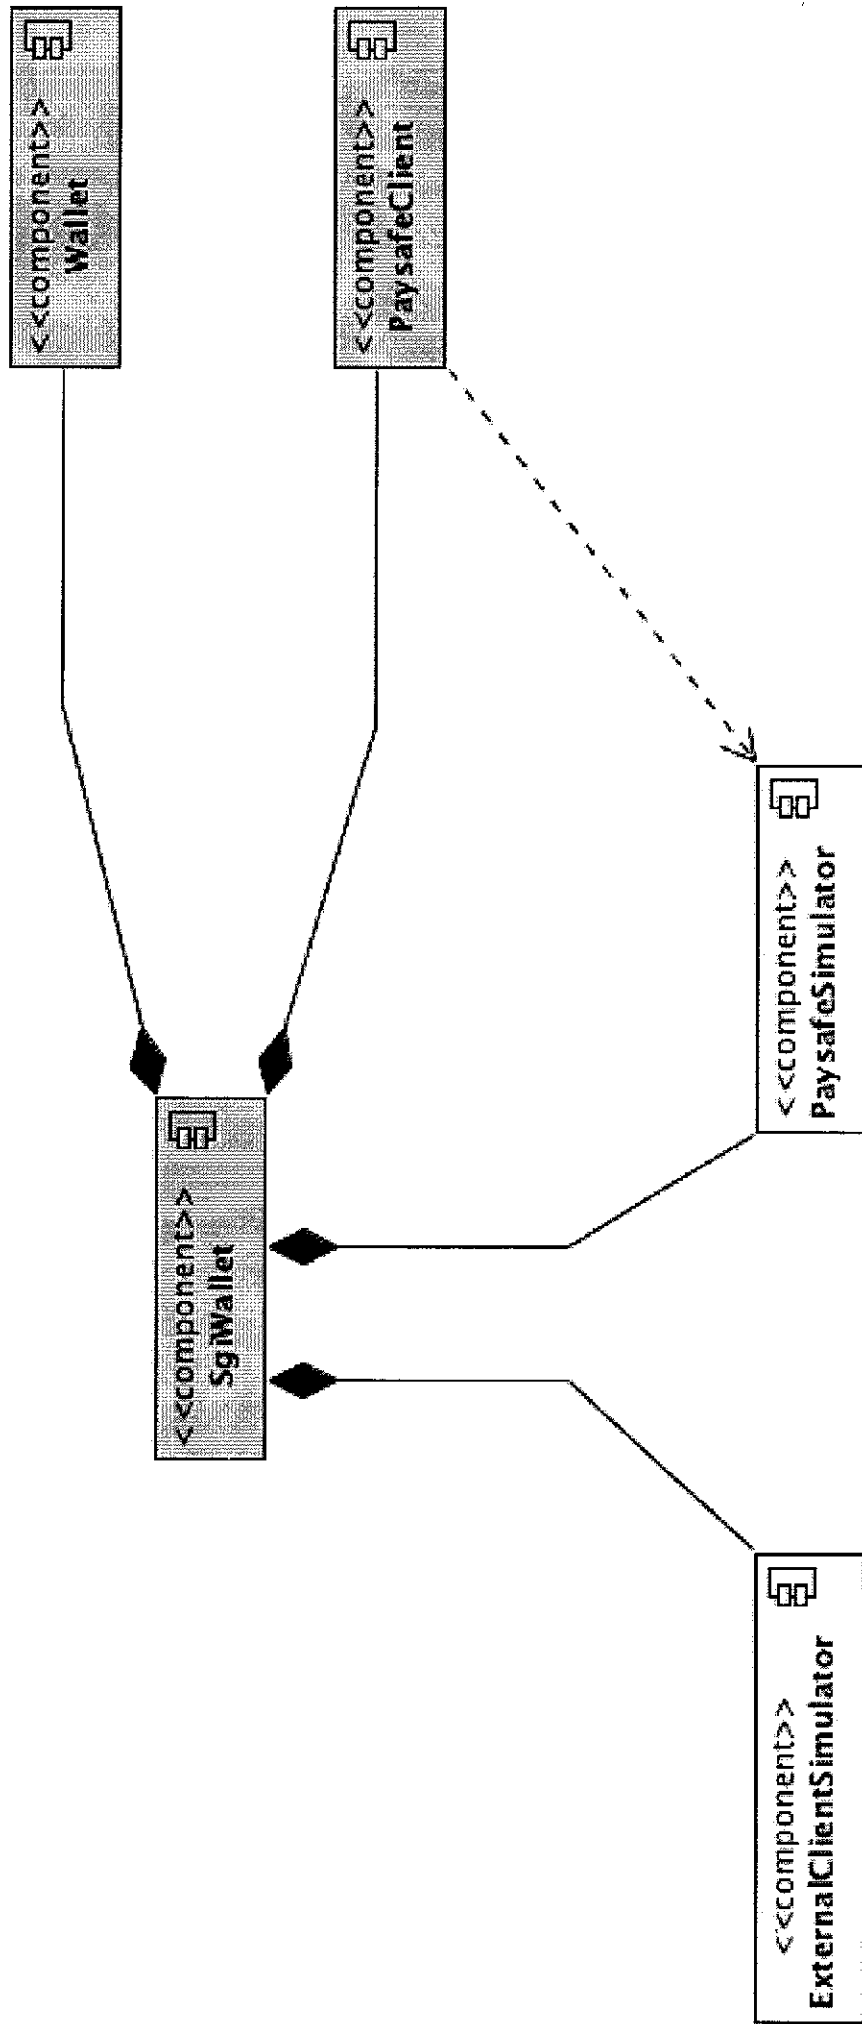 <<component>>
Wallet
<<component>>
PaysafeClient
<<component>>
SgiWallet
<<component>>
PaysafeSimulator
<<component>>
ExternalClientSimulator